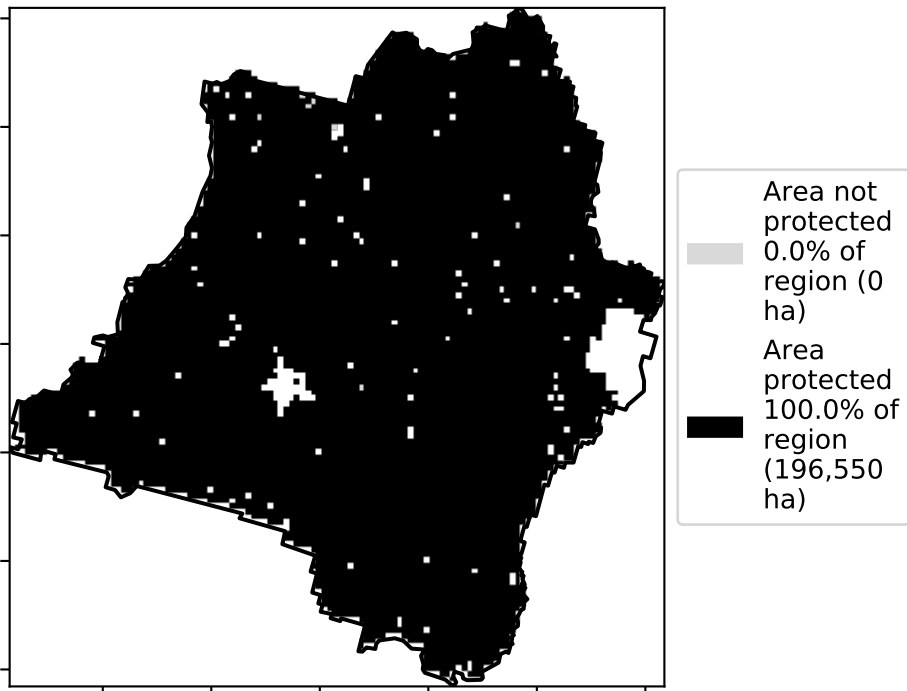 Area not
protected
0.0% of
region (0
ha)
Area
protected
100.0% of
region
(196,550
ha)